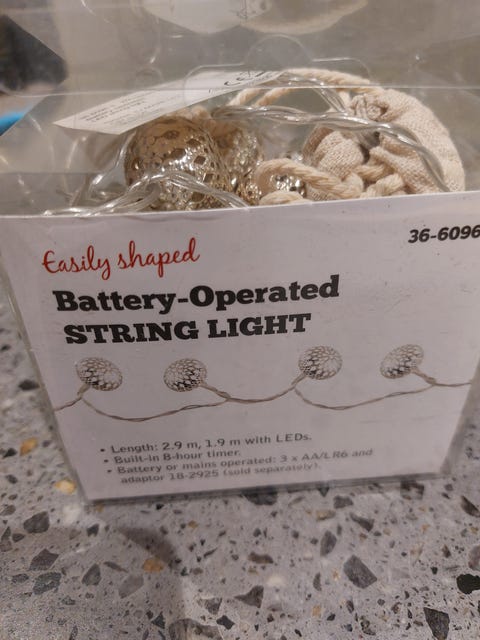 36-6096
Easily shaped
Battery-Operated
STRING LIGHT
• Length: 2.9 m, 1.9 m with LEDs.
• Built-in 8-hour timer.
• Battery or mains operated: 3 x AA/LR6 and
adaptor 18-2925 (sold separately).